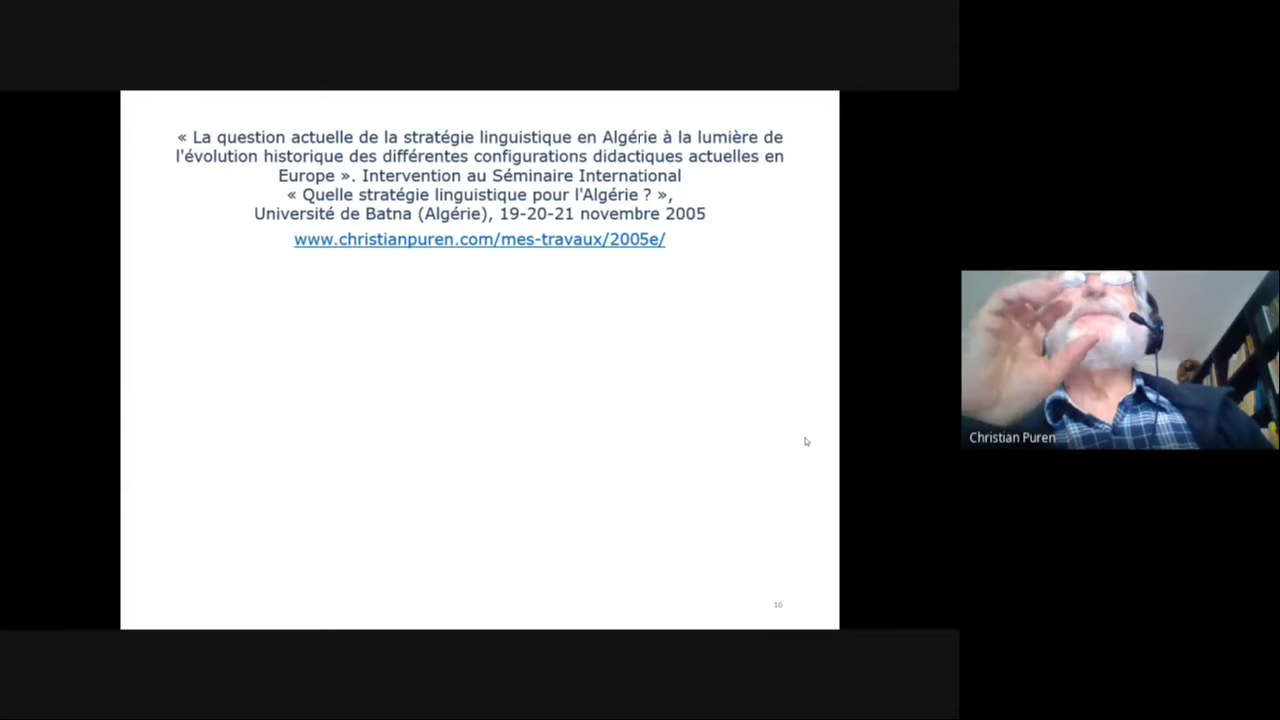 « La question actuelle de la stratégie linguistique en Algérie à la lumière de
l'évolution historique des différentes configurations didactiques actuelles en
Europe ». Intervention au Séminaire International
« Quelle stratégie linguistique pour l'Algérie ? »,
Université de Batna (Algérie), 19-20-21 novembre 2005
www.christianpuren.com/mes-travaux/2005e/
16
Christian Puren